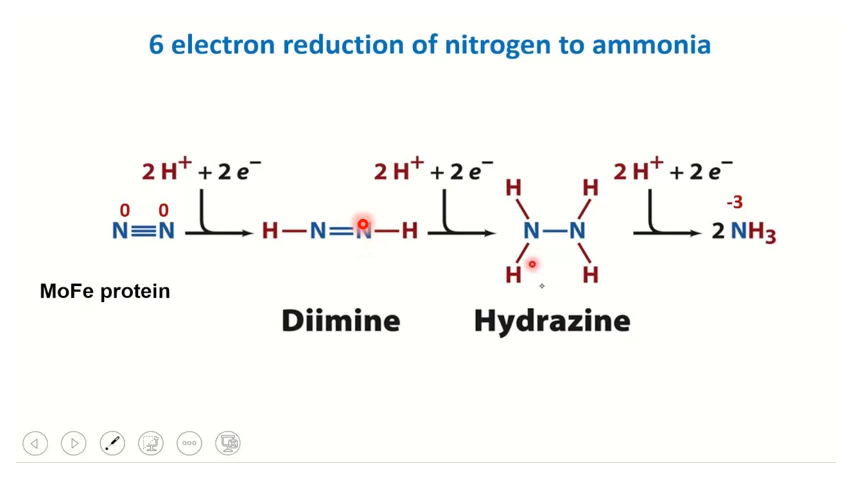 6 electron reduction of nitrogen to ammonia
2 H⁺ + 2 e⁻ 2 H⁺ + 2 e⁻ 2 H⁺ + 2 e⁻
0 0 H H -3
N≡N H—N=N—H N—N 2 NH₃
H H
MoFe protein
Diimine Hydrazine